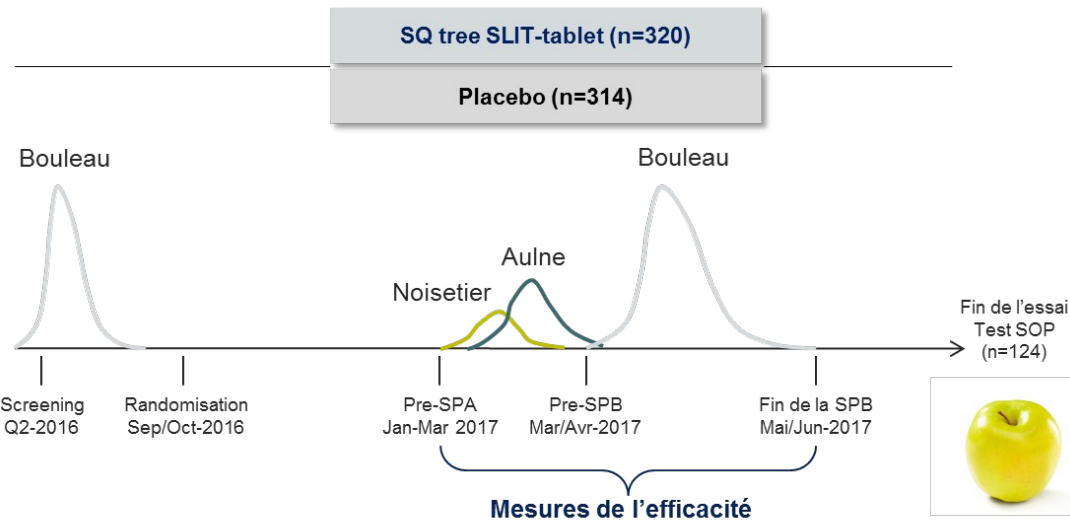 SQ tree SLIT-tablet (n=320)
Placebo (n=314)
Bouleau
Bouleau
Aulne
Noisetier
Fin de l'essai
Test SOP
(n=124)
Screening
Q2-2016
Randomisation
Sep/Oct-2016
Pre-SPA
Jan-Mar 2017
Pre-SPB
Mar/Avr-2017
Fin de la SPB
Mai/Jun-2017
Mesures de l'efficacité